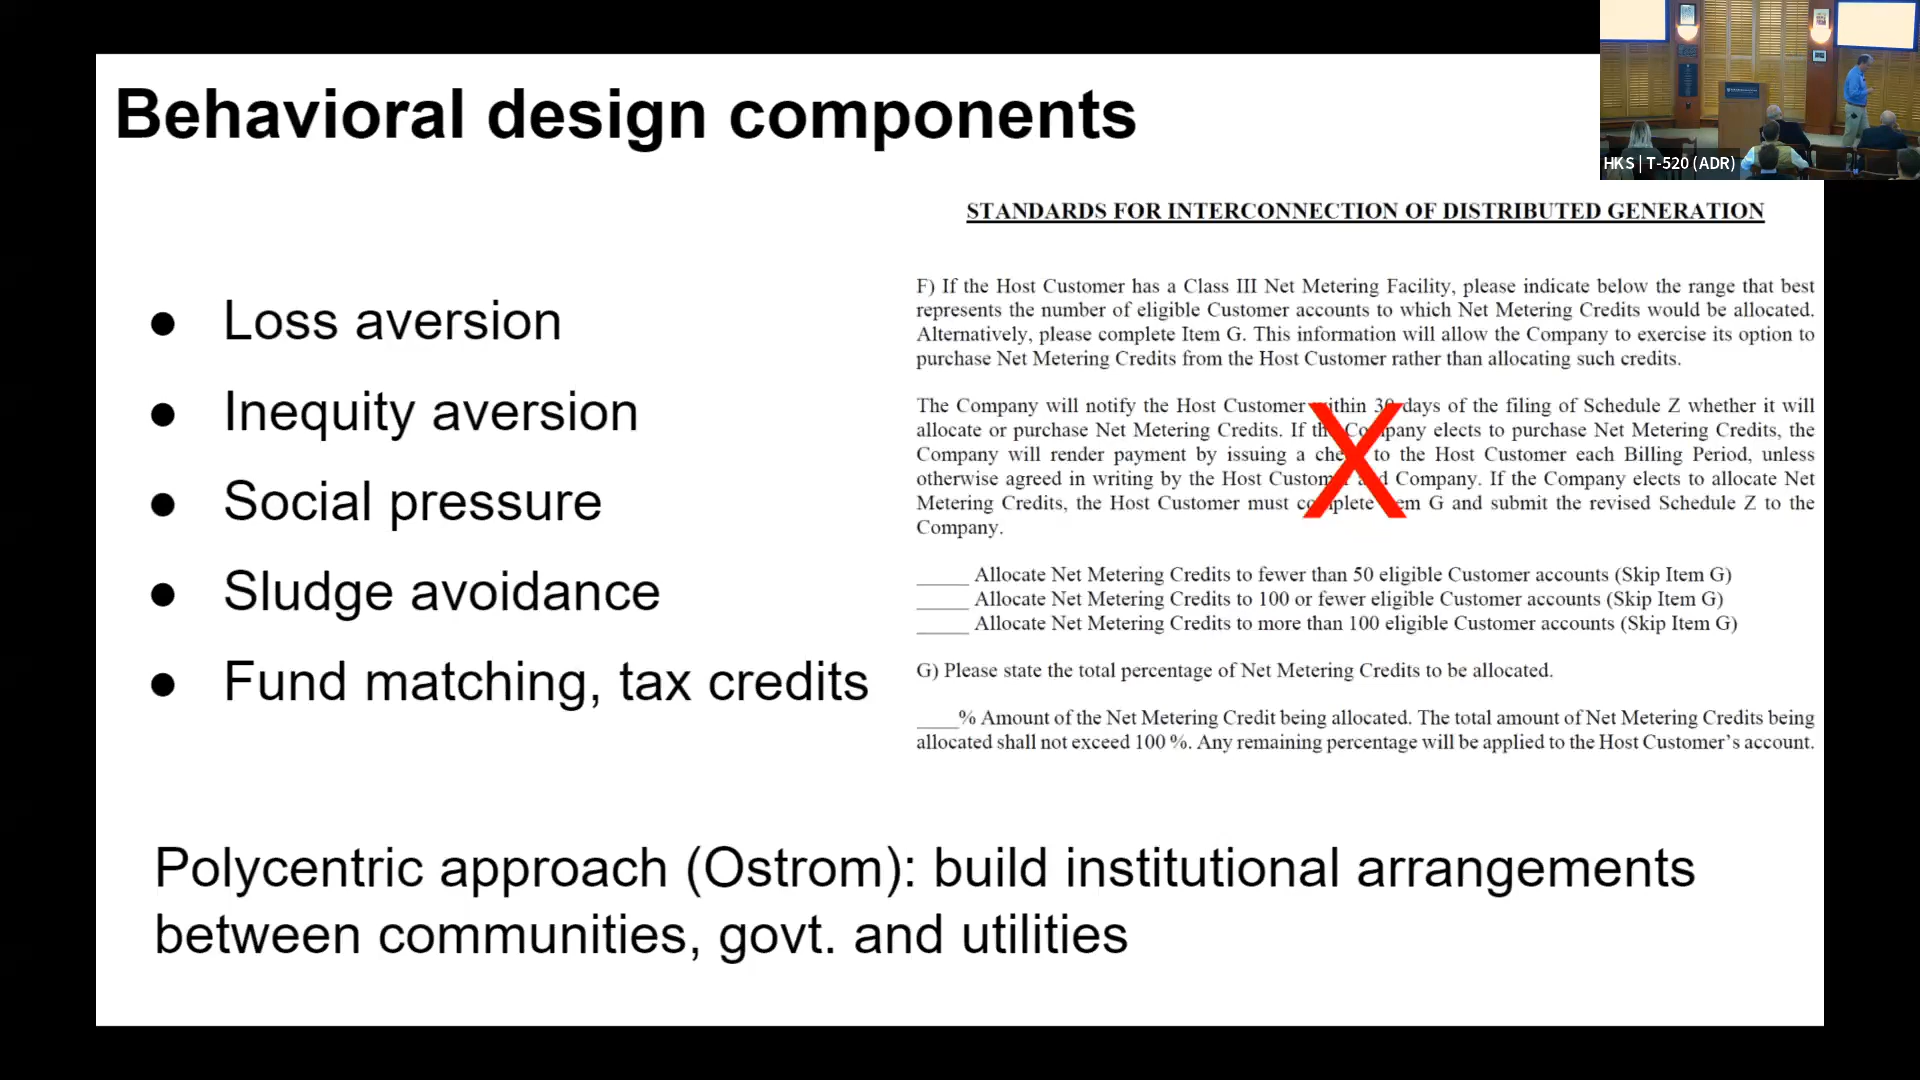 Behavioral design components
HKS | T-520 (ADR)
● Loss aversion
● Inequity aversion
● Social pressure
● Sludge avoidance
● Fund matching, tax credits
STANDARDS FOR INTERCONNECTION OF DISTRIBUTED GENERATION
F) If the Host Customer has a Class III Net Metering Facility, please indicate below the range that best
represents the number of eligible Customer accounts to which Net Metering Credits would be allocated.
Alternatively, please complete Item G. This information will allow the Company to exercise its option to
purchase Net Metering Credits from the Host Customer rather than allocating such credits.
The Company will notify the Host Customer within 30 days of the filing of Schedule Z whether it will
allocate or purchase Net Metering Credits. If the Company elects to purchase Net Metering Credits, the
Company will render payment by issuing a check to the Host Customer each Billing Period, unless
otherwise agreed in writing by the Host Customer and Company. If the Company elects to allocate Net
Metering Credits, the Host Customer must complete Item G and submit the revised Schedule Z to the
Company.
_____ Allocate Net Metering Credits to fewer than 50 eligible Customer accounts (Skip Item G)
_____ Allocate Net Metering Credits to 100 or fewer eligible Customer accounts (Skip Item G)
_____ Allocate Net Metering Credits to more than 100 eligible Customer accounts (Skip Item G)
G) Please state the total percentage of Net Metering Credits to be allocated.
____% Amount of the Net Metering Credit being allocated. The total amount of Net Metering Credits being
allocated shall not exceed 100 %. Any remaining percentage will be applied to the Host Customer's account.
X
Polycentric approach (Ostrom): build institutional arrangements
between communities, govt. and utilities